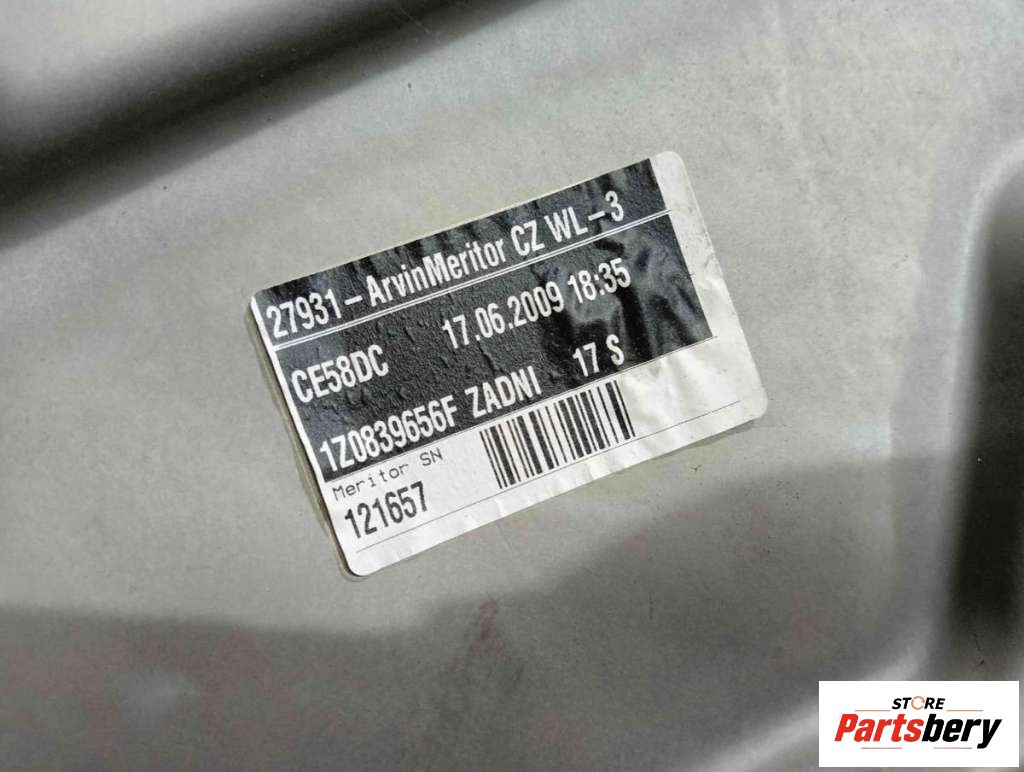 27931-ArvinMeritor CZ WL-3
CE58DC 17.06.2009 18:35
1Z0839656F ZADNI 17 S
Meritor SN
121657
STORE
Partsbery